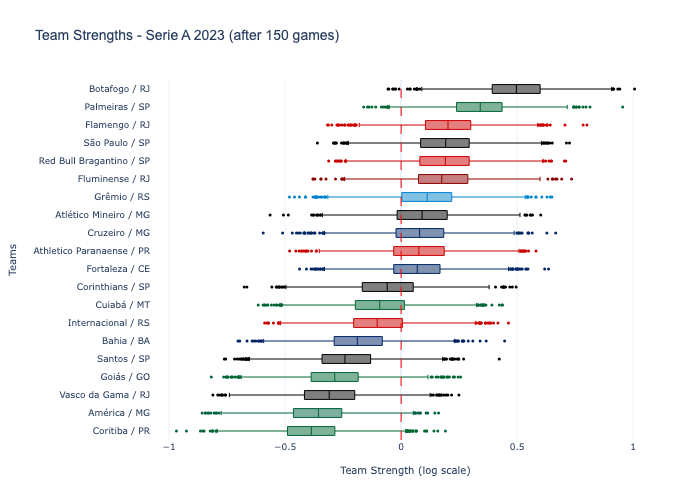 Team Strengths - Serie A 2023 (after 150 games)
Botafogo / RJ
Palmeiras / SP
Flamengo / RJ
São Paulo / SP
Red Bull Bragantino / SP
Fluminense / RJ
Grêmio / RS
Atlético Mineiro / MG
Cruzeiro / MG
Athletico Paranaense / PR
Fortaleza / CE
Corinthians / SP
Cuiabá / MT
Internacional / RS
Bahia / BA
Santos / SP
Goiás / GO
Vasco da Gama / RJ
América / MG
Coritiba / PR
Teams
−1 −0.5 0 0.5 1
Team Strength (log scale)